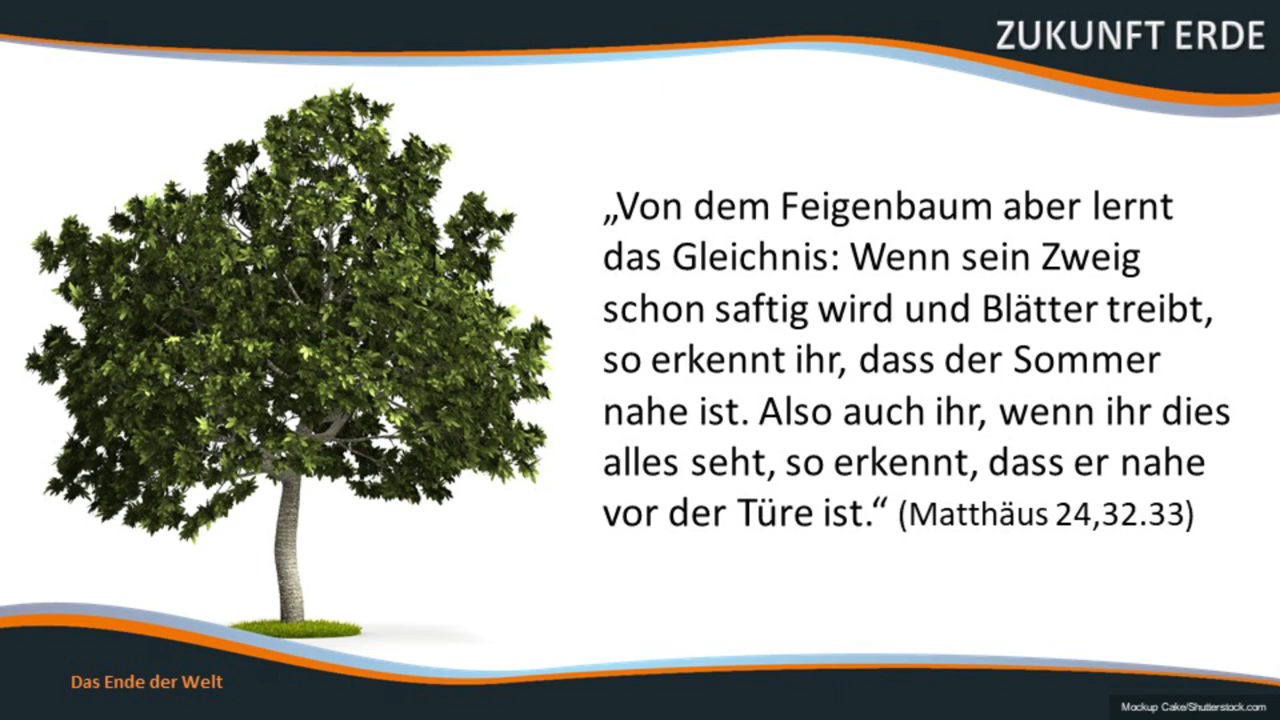 ZUKUNFT ERDE
„Von dem Feigenbaum aber lernt
das Gleichnis: Wenn sein Zweig
schon saftig wird und Blätter treibt,
so erkennt ihr, dass der Sommer
nahe ist. Also auch ihr, wenn ihr dies
alles seht, so erkennt, dass er nahe
vor der Türe ist.“ (Matthäus 24,32.33)
Das Ende der Welt
Mockup Cake/Shutterstock.com